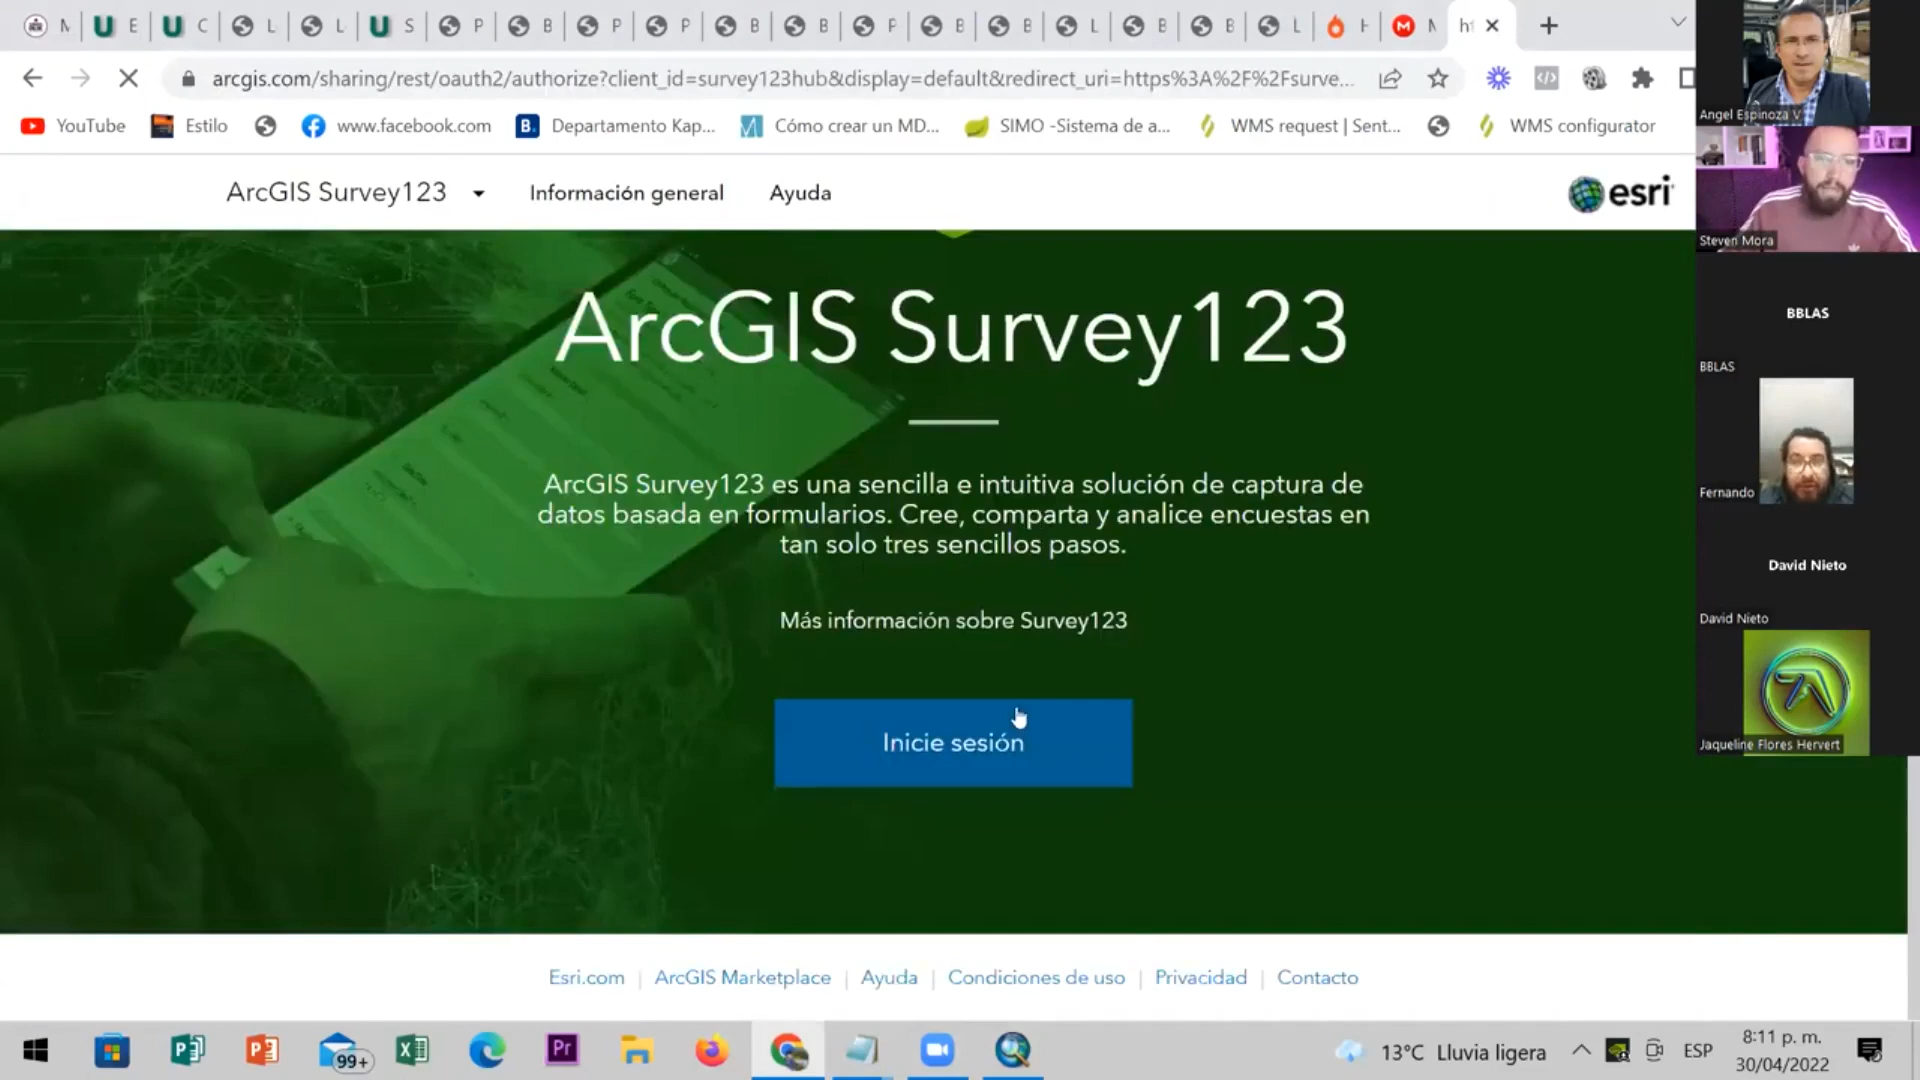 M
E
C
L
L
S
P
B
P
P
B
B
P
B
B
L
B
B
L
arcgis.com/sharing/rest/oauth2/authorize?client_id=survey123hub&display=default&redirect_uri=https%3A%2F%2Fsurve...
YouTube
Estilo
www.facebook.com
B.
Departamento Kap...
Cómo crear un MD...
SIMO -Sistema de a...
WMS request | Sent...
WMS configurator
ArcGIS Survey123
Información general
Ayuda
esri
ArcGIS Survey123
ArcGIS Survey123 es una sencilla e intuitiva solución de captura de
datos basada en formularios. Cree, comparta y analice encuestas en
tan solo tres sencillos pasos.
Más información sobre Survey123
Inicie sesión
Esri.com | ArcGIS Marketplace | Ayuda | Condiciones de uso | Privacidad | Contacto
Angel Espinoza V
Steven Mora
BBLAS
BBLAS
Fernando
David Nieto
David Nieto
Jaqueline Flores Hervert
99+
Pr
13°C Lluvia ligera
ESP
8:11 p. m.
30/04/2022